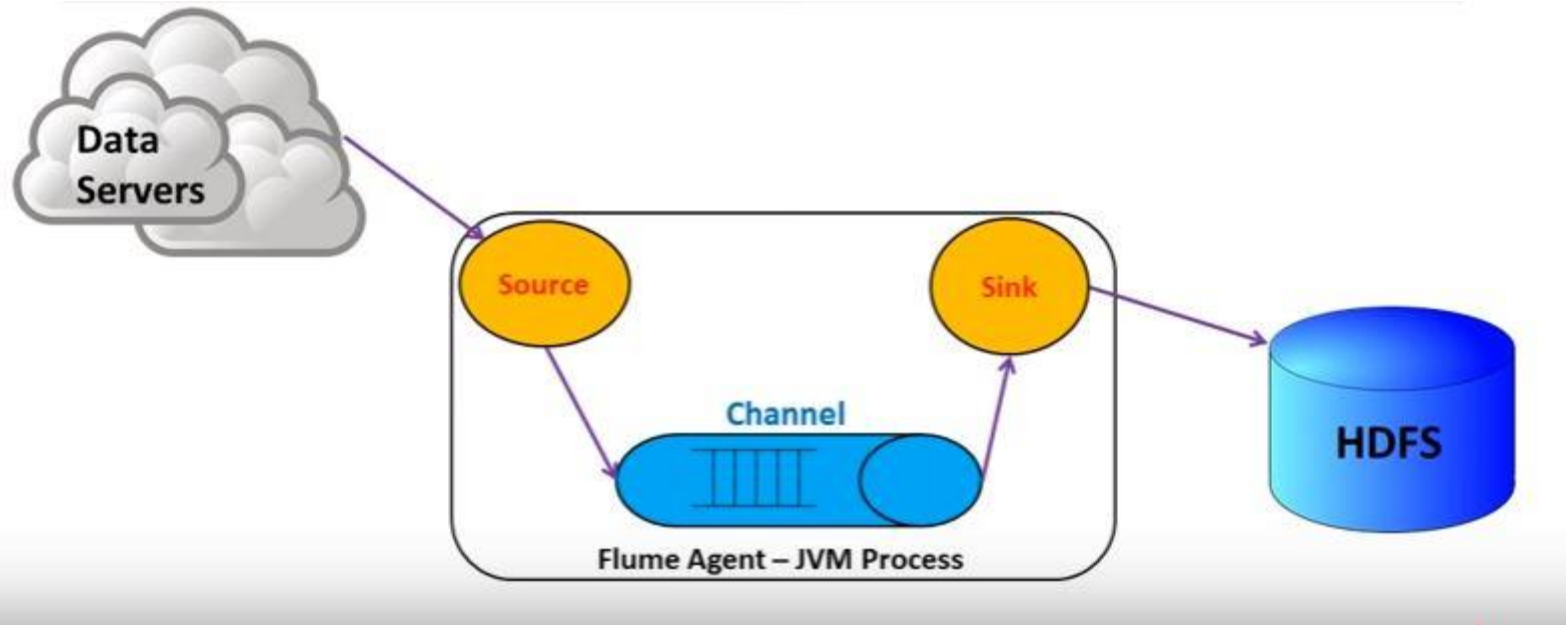 Data
Servers
Source
Sink
Channel
HDFS
Flume Agent – JVM Process